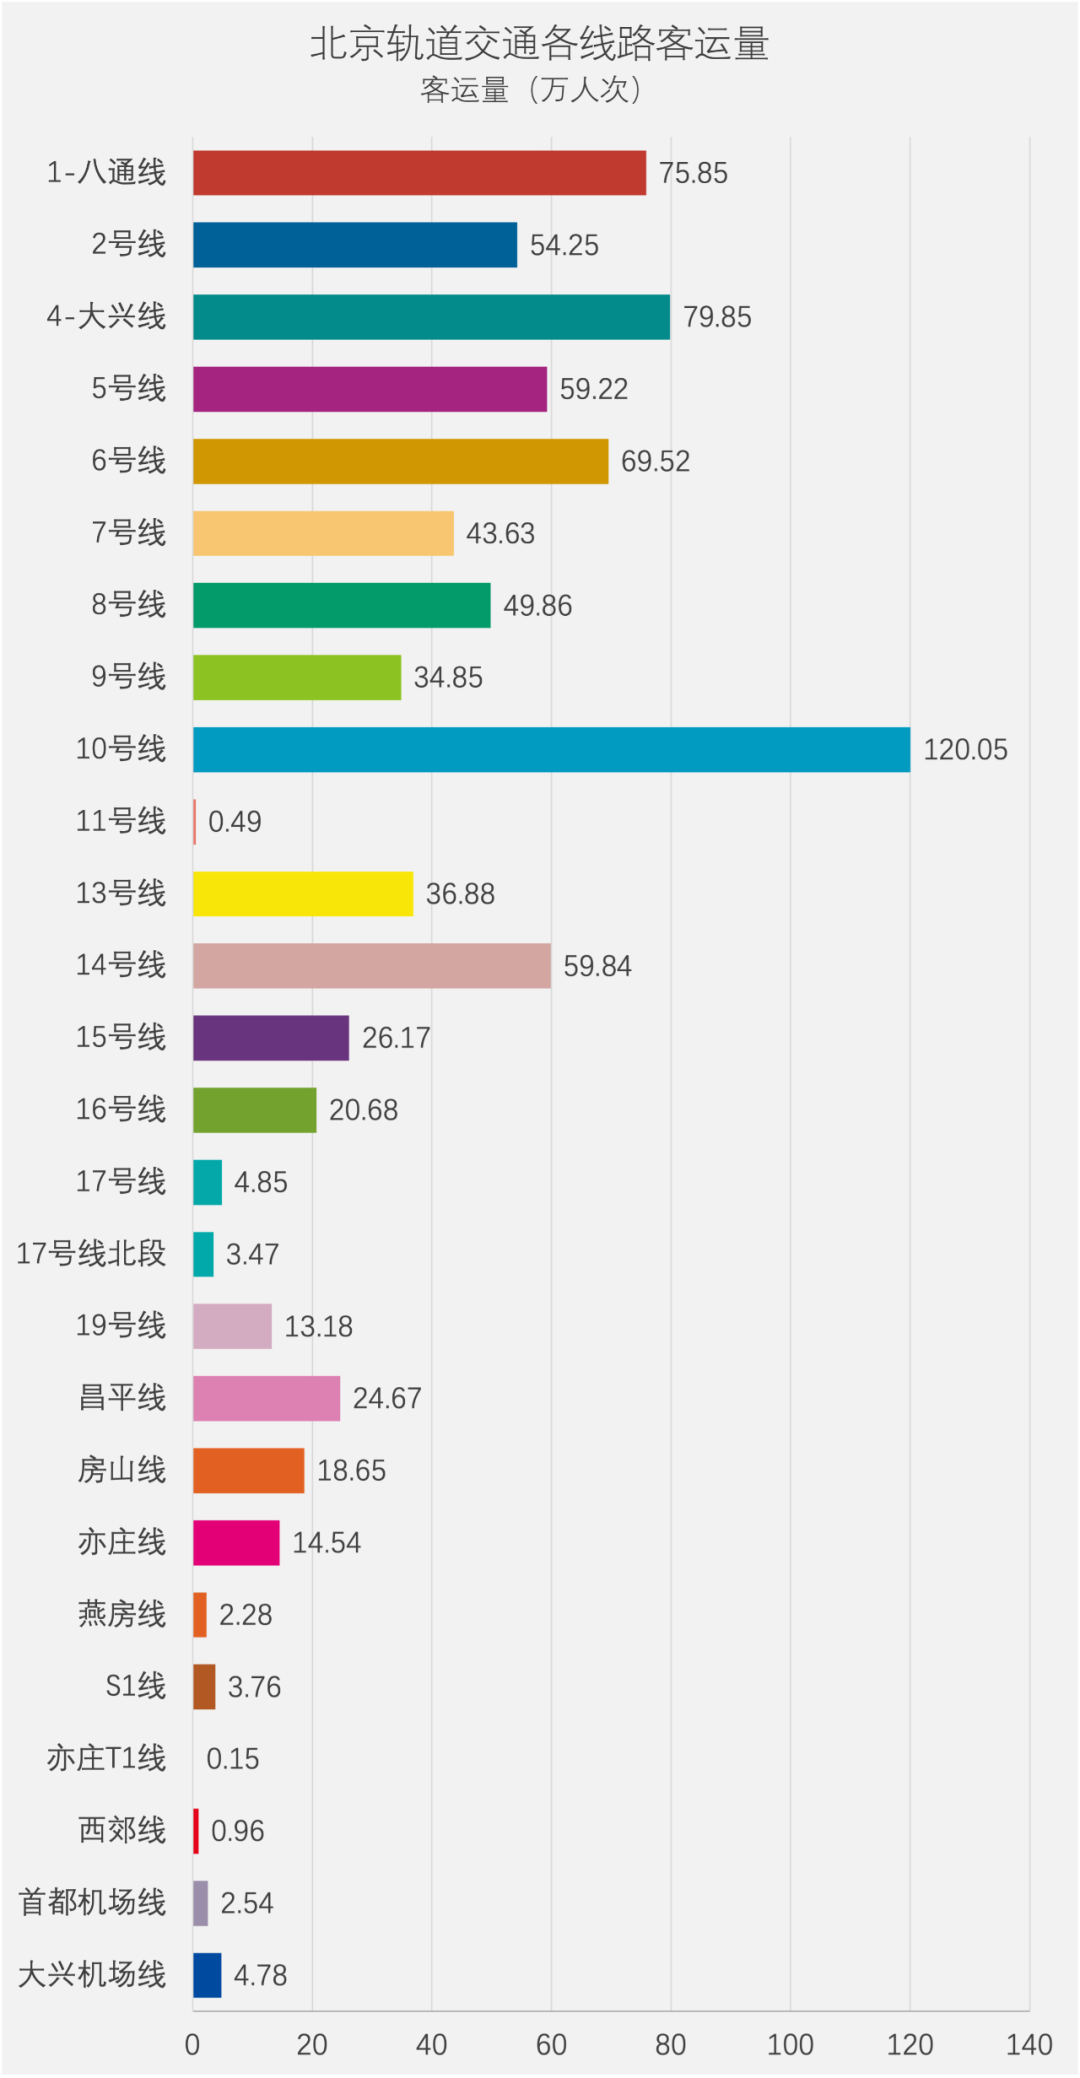 北京轨道交通各线路客运量
客运量（万人次）
1-八通线 75.85
2号线 54.25
4-大兴线 79.85
5号线 59.22
6号线 69.52
7号线 43.63
8号线 49.86
9号线 34.85
10号线 120.05
11号线 0.49
13号线 36.88
14号线 59.84
15号线 26.17
16号线 20.68
17号线 4.85
17号线北段 3.47
19号线 13.18
昌平线 24.67
房山线 18.65
亦庄线 14.54
燕房线 2.28
S1线 3.76
亦庄T1线 0.15
西郊线 0.96
首都机场线 2.54
大兴机场线 4.78
0 20 40 60 80 100 120 140